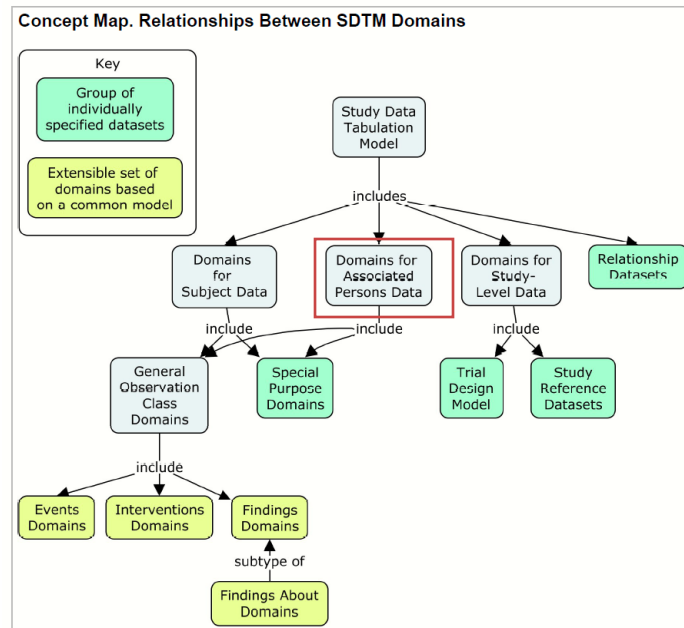 Concept Map. Relationships Between SDTM Domains
Key
Group of
individually
specified datasets
Extensible set of
domains based
on a common model
Study Data
Tabulation
Model
includes
Domains
for
Subject Data
Domains for
Associated
Persons Data
Domains for
Study-
Level Data
Relationship
Datasets
include
include
include
General
Observation
Class
Domains
Special
Purpose
Domains
Trial
Design
Model
Study
Reference
Datasets
include
Events
Domains
Interventions
Domains
Findings
Domains
subtype of
Findings About
Domains